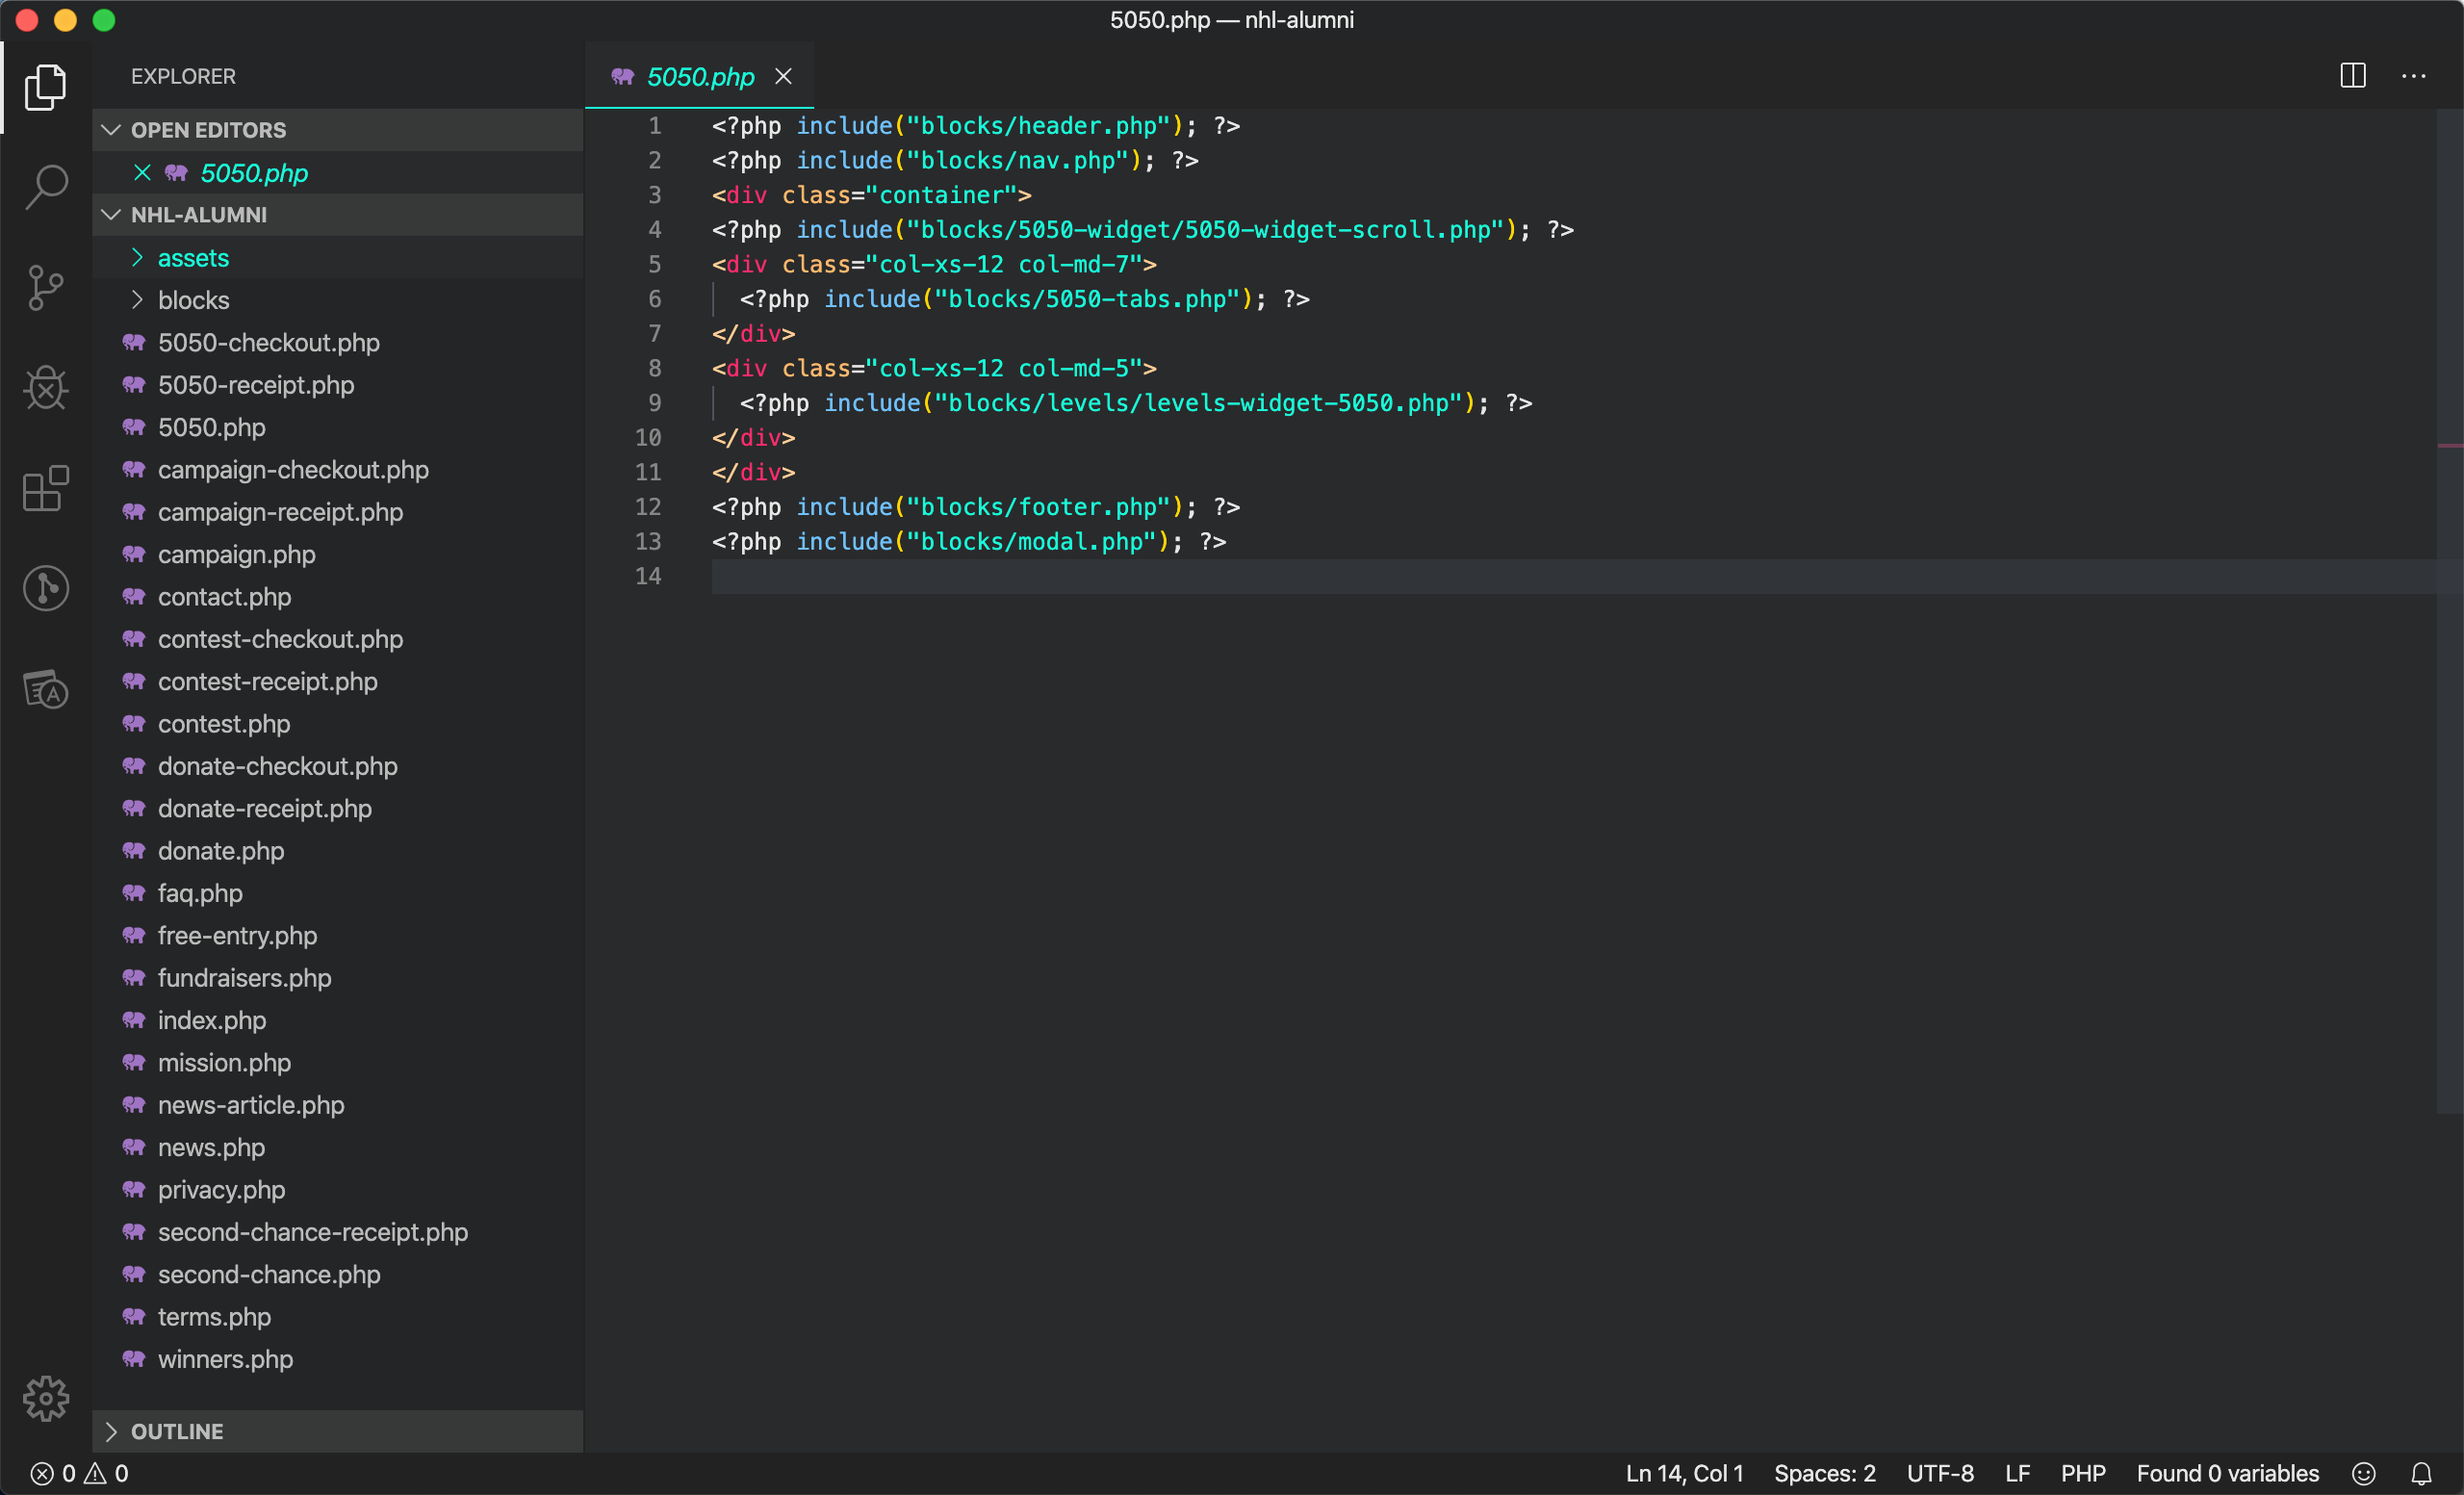 5050.php — nhl-alumni
EXPLORER
OPEN EDITORS
5050.php
NHL-ALUMNI
assets
blocks
5050-checkout.php
5050-receipt.php
5050.php
campaign-checkout.php
campaign-receipt.php
campaign.php
contact.php
contest-checkout.php
contest-receipt.php
contest.php
donate-checkout.php
donate-receipt.php
donate.php
faq.php
free-entry.php
fundraisers.php
index.php
mission.php
news-article.php
news.php
privacy.php
second-chance-receipt.php
second-chance.php
terms.php
winners.php
OUTLINE
5050.php
1 <?php include("blocks/header.php"); ?>
2 <?php include("blocks/nav.php"); ?>
3 <div class="container">
4 <?php include("blocks/5050-widget/5050-widget-scroll.php"); ?>
5 <div class="col-xs-12 col-md-7">
6   <?php include("blocks/5050-tabs.php"); ?>
7 </div>
8 <div class="col-xs-12 col-md-5">
9   <?php include("blocks/levels/levels-widget-5050.php"); ?>
10 </div>
11 </div>
12 <?php include("blocks/footer.php"); ?>
13 <?php include("blocks/modal.php"); ?>
14
0 0 Ln 14, Col 1 Spaces: 2 UTF-8 LF PHP Found 0 variables